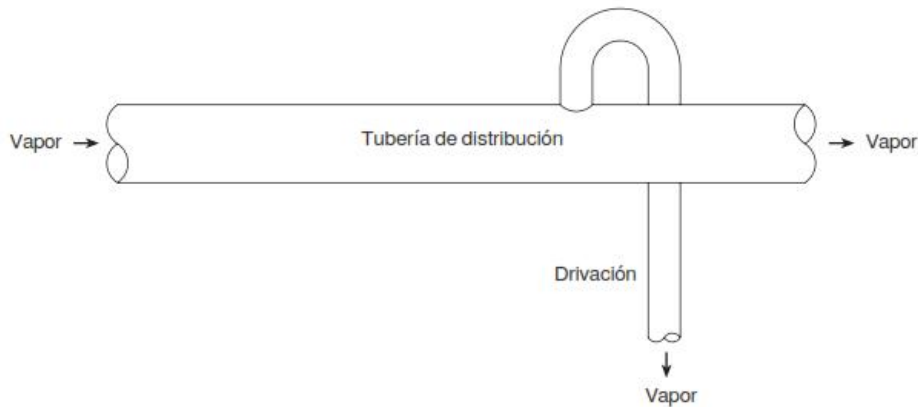 Vapor
Tubería de distribución
Vapor
Drivación
Vapor